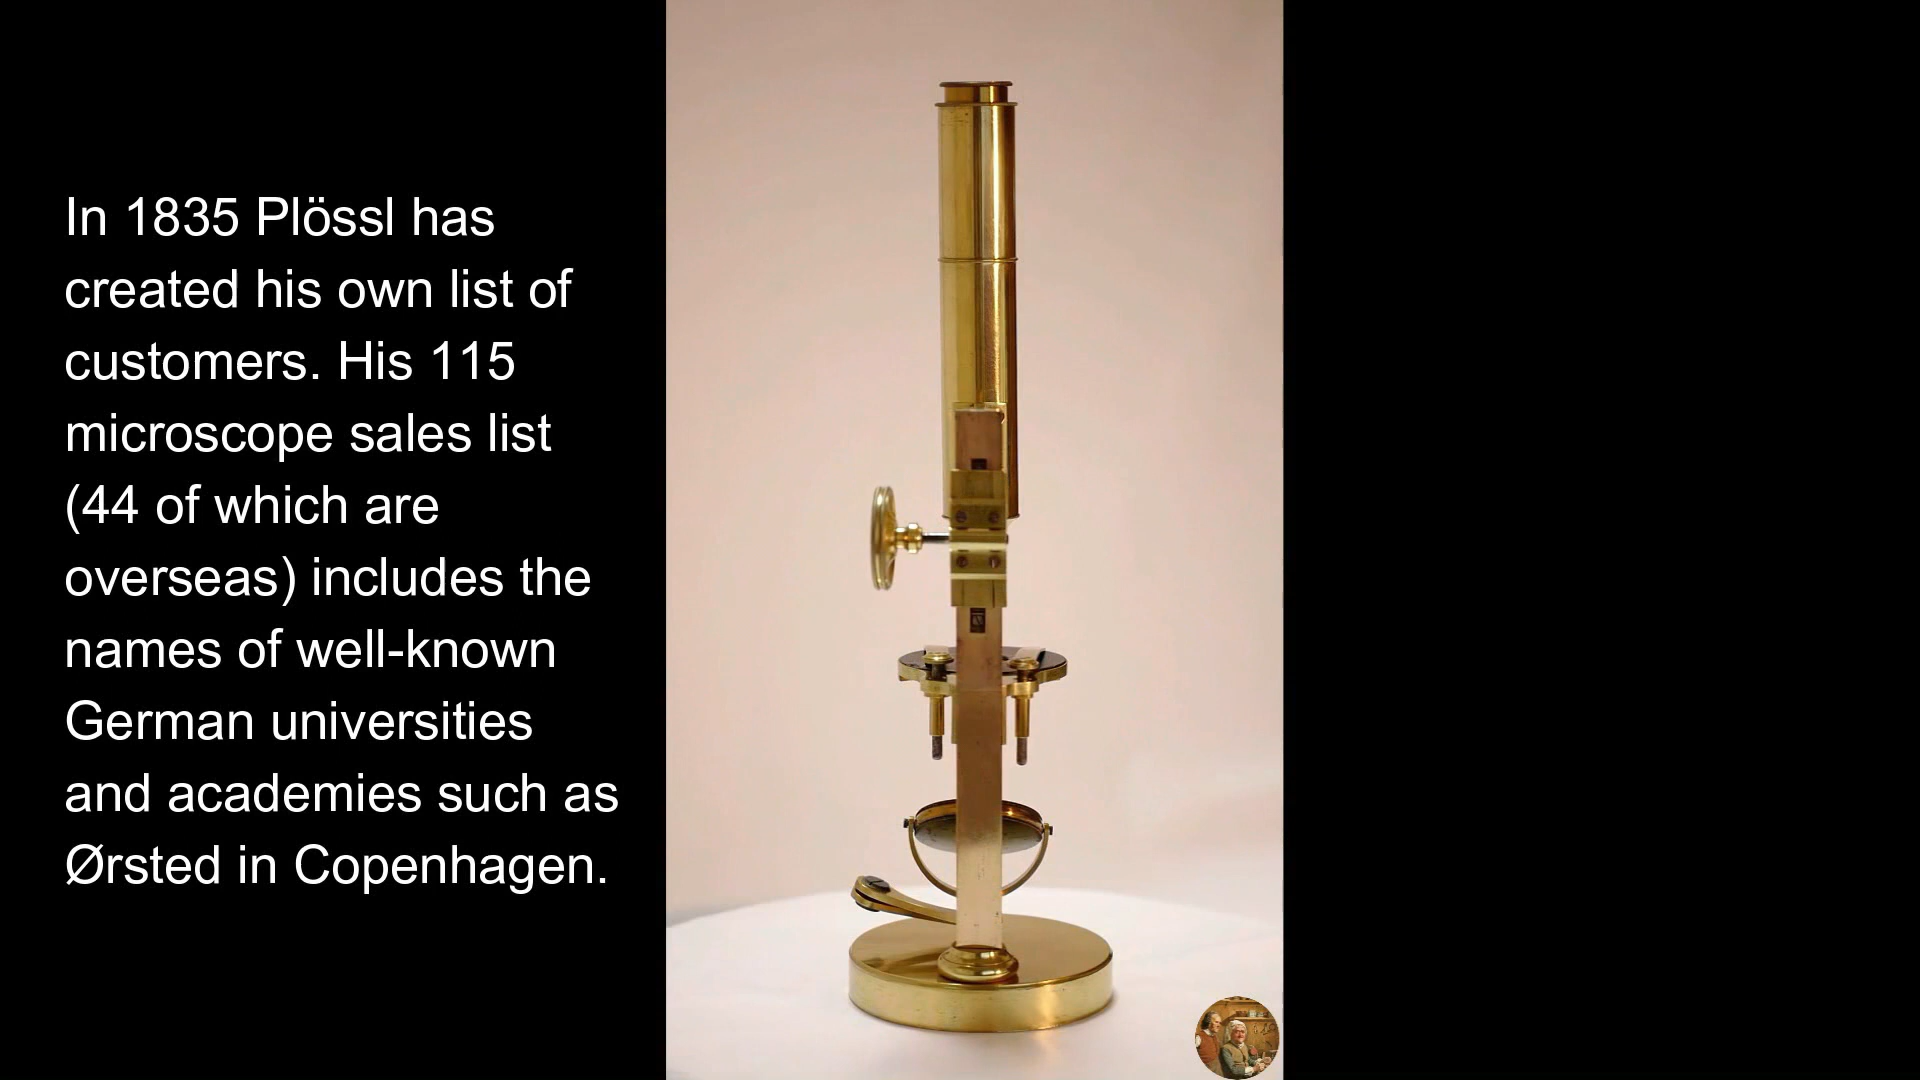 In 1835 Plössl has
created his own list of
customers. His 115
microscope sales list
(44 of which are
overseas) includes the
names of well-known
German universities
and academies such as
Ørsted in Copenhagen.